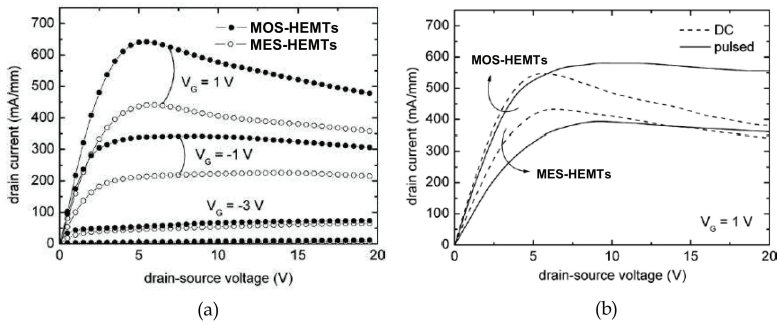 MOS-HEMTs
MES-HEMTs
V_G = 1 V
V_G = -1 V
V_G = -3 V
drain current (mA/mm)
700
600
500
400
300
200
100
0
0 5 10 15 20
drain-source voltage (V)
(a)
DC
pulsed
MOS-HEMTs
MES-HEMTs
V_G = 1 V
drain current (mA/mm)
700
600
500
400
300
200
100
0
0 5 10 15 20
drain-source voltage (V)
(b)